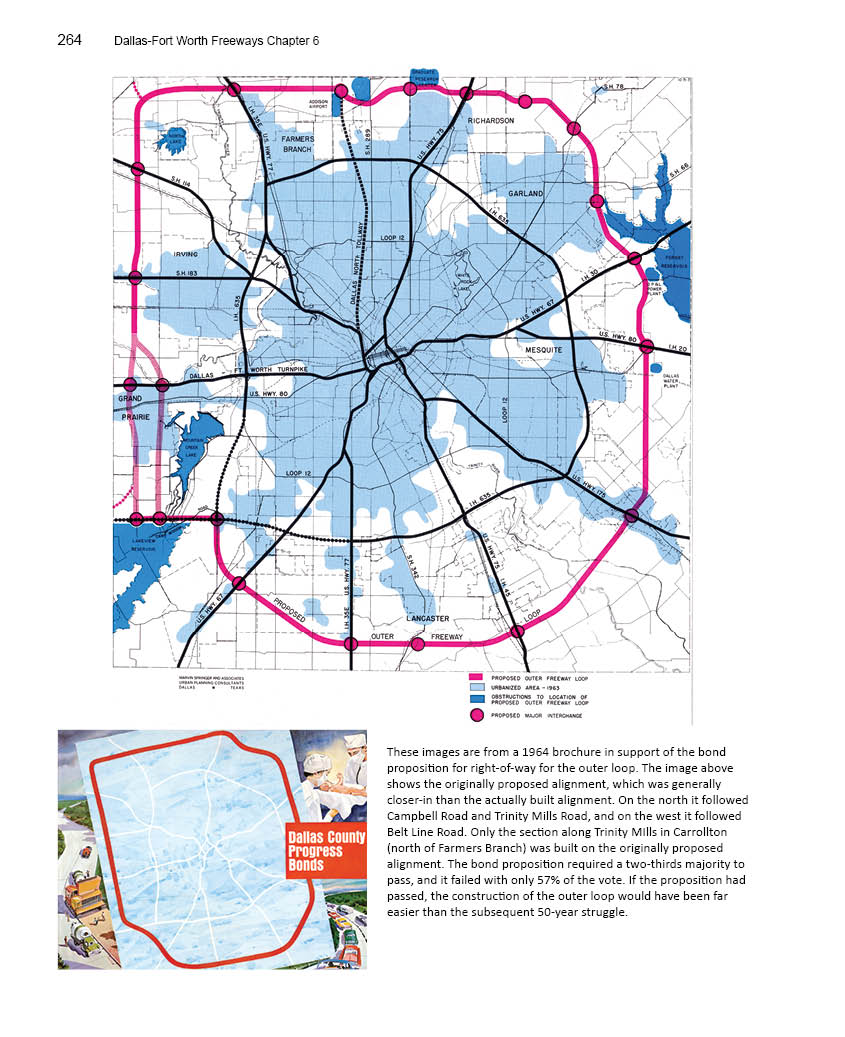 264 Dallas-Fort Worth Freeways Chapter 6
GRADUATE
RESEARCH
CENTER
ADDISON
AIRPORT
S.H. 78
RICHARDSON
I.H. 35E
U.S. HWY. 77
FARMERS
BRANCH
S.H. 289
U.S. HWY. 75
NORTH
LAKE
S.H. 66
S.H. 114
GARLAND
I.H. 635
LOOP 12
DALLAS NORTH TOLLWAY
IRVING
S.H. 183
WHITE
ROCK
LAKE
I.H. 30
FORNEY
RESERVOIR
D P & L
POWER
PLANT
I.H. 635
U.S. HWY. 67
U.S. HWY. 80
I.H. 20
MESQUITE
DALLAS FT. WORTH TURNPIKE
DALLAS
WATER
PLANT
U.S. HWY. 80
GRAND
PRAIRIE
LOOP 12
MOUNTAIN
CREEK
LAKE
LOOP 12
TRINITY
U.S. HWY. 175
I.H. 635
LAKEVIEW
RESERVOIR
U.S. HWY. 75
I.H. 45
S.H. 342
U.S. HWY. 77
I.H. 35E
U.S. HWY. 67
LANCASTER
PROPOSED OUTER FREEWAY LOOP
MARVIN SPRINGER AND ASSOCIATES
URBAN PLANNING CONSULTANTS
DALLAS TEXAS
PROPOSED OUTER FREEWAY LOOP
URBANIZED AREA - 1963
OBSTRUCTIONS TO LOCATION OF
PROPOSED OUTER FREEWAY LOOP
PROPOSED MAJOR INTERCHANGE
Dallas County
Progress
Bonds
These images are from a 1964 brochure in support of the bond
proposition for right-of-way for the outer loop. The image above
shows the originally proposed alignment, which was generally
closer-in than the actually built alignment. On the north it followed
Campbell Road and Trinity Mills Road, and on the west it followed
Belt Line Road. Only the section along Trinity MIlls in Carrollton
(north of Farmers Branch) was built on the originally proposed
alignment. The bond proposition required a two-thirds majority to
pass, and it failed with only 57% of the vote. If the proposition had
passed, the construction of the outer loop would have been far
easier than the subsequent 50-year struggle.